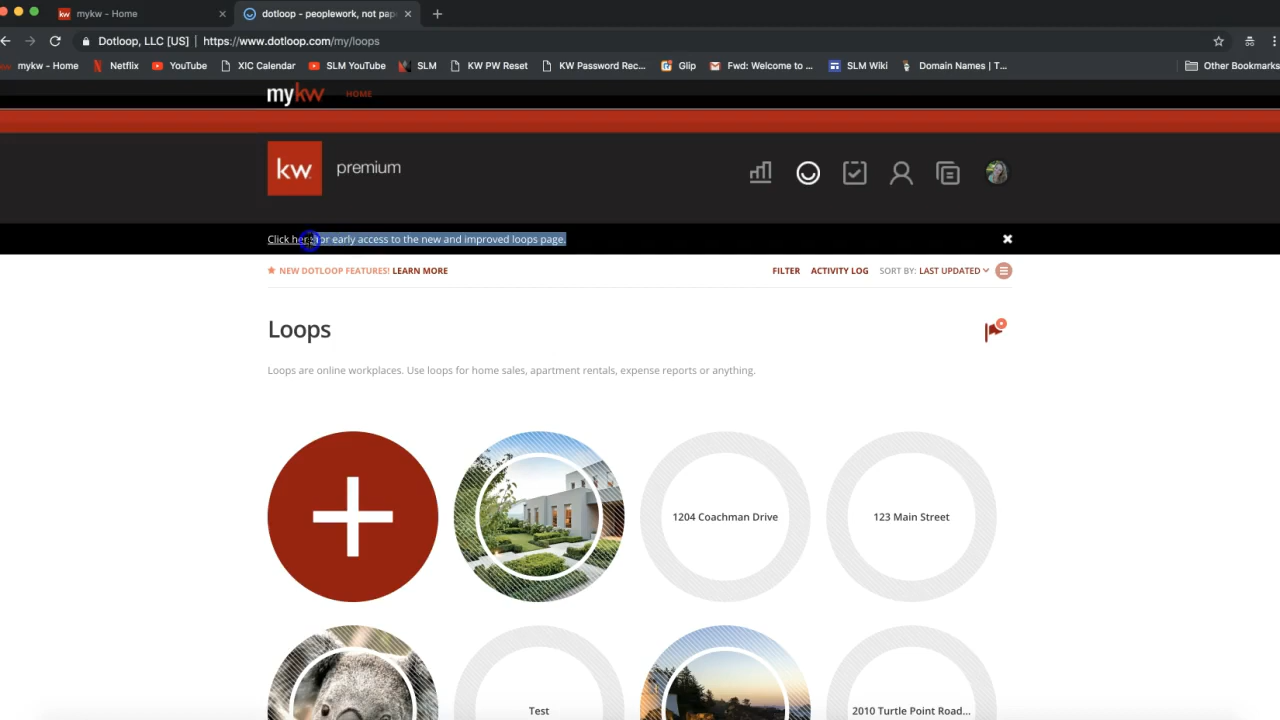 mykw - Home
dotloop - peoplework, not pap
Dotloop, LLC [US] | https://www.dotloop.com/my/loops
mykw - Home Netflix YouTube XIC Calendar SLM YouTube SLM KW PW Reset KW Password Rec... Glip Fwd: Welcome to ... SLM Wiki Domain Names | T... Other Bookmarks
mykw HOME
kw premium
Click here for early access to the new and improved loops page.
NEW DOTLOOP FEATURES! LEARN MORE FILTER ACTIVITY LOG SORT BY: LAST UPDATED
Loops
Loops are online workplaces. Use loops for home sales, apartment rentals, expense reports or anything.
1204 Coachman Drive
123 Main Street
Test
2010 Turtle Point Road...